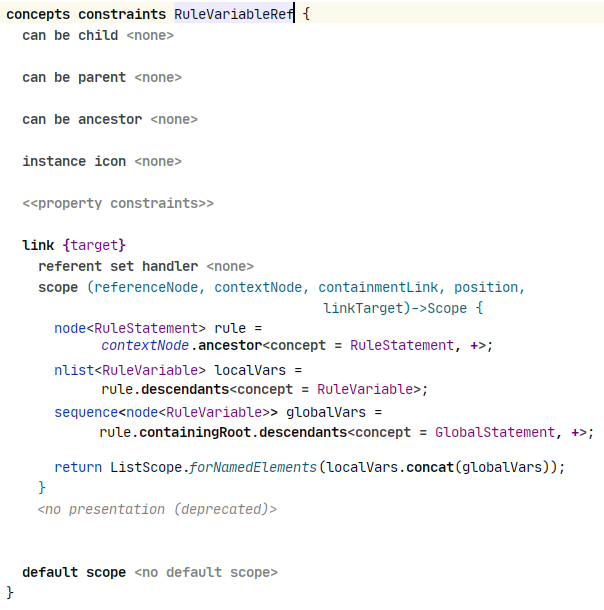 concepts constraints RuleVariableRef {
can be child <none>
can be parent <none>
can be ancestor <none>
instance icon <none>
<<property constraints>>
link {target}
referent set handler <none>
scope (referenceNode, contextNode, containmentLink, position,
linkTarget)->Scope {
node<RuleStatement> rule =
contextNode.ancestor<concept = RuleStatement, +>;
nlist<RuleVariable> localVars =
rule.descendants<concept = RuleVariable>;
sequence<node<RuleVariable>> globalVars =
rule.containingRoot.descendants<concept = GlobalStatement, +>;
return ListScope.forNamedElements(localVars.concat(globalVars));
}
<no presentation (deprecated)>
default scope <no default scope>
}